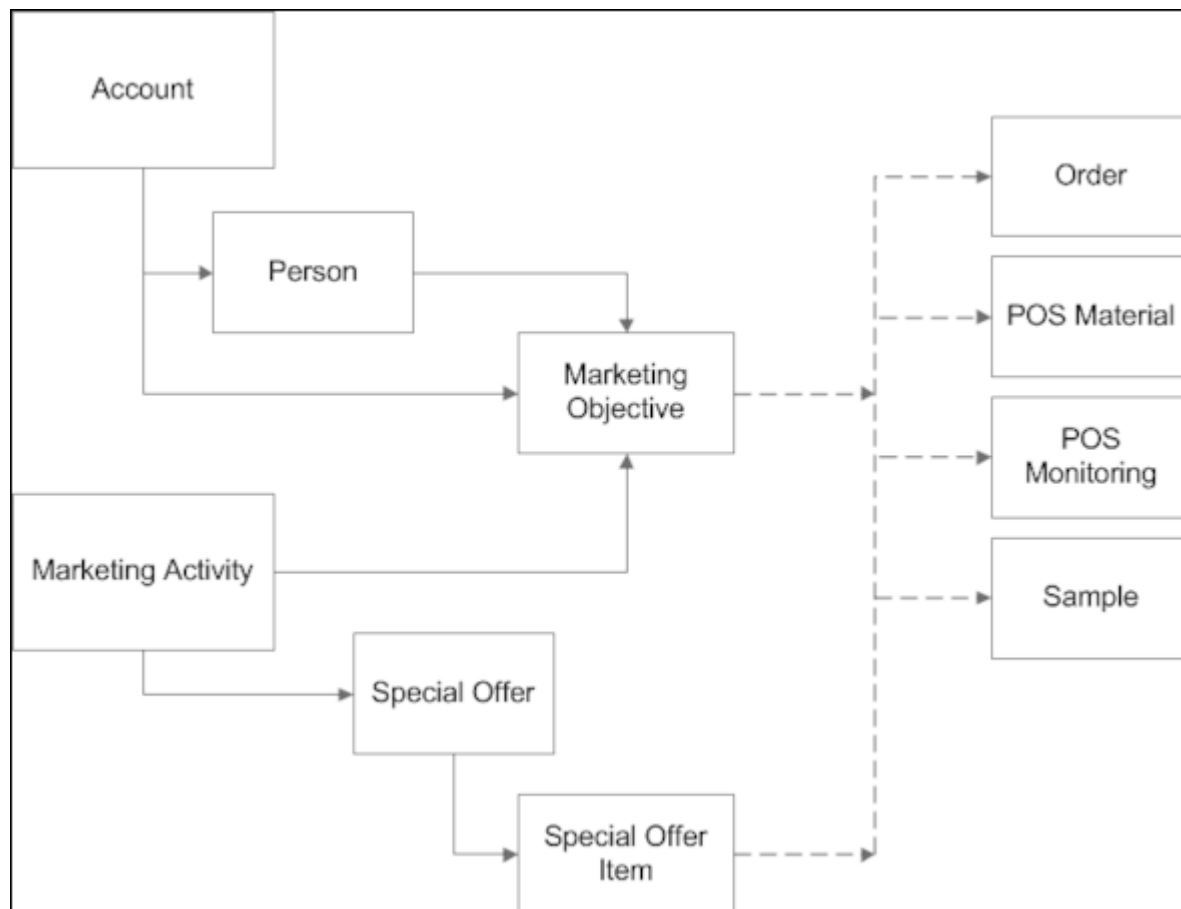 Account
Order
Person
POS Material
Marketing
Objective
POS
Monitoring
Marketing Activity
Sample
Special Offer
Special Offer
Item